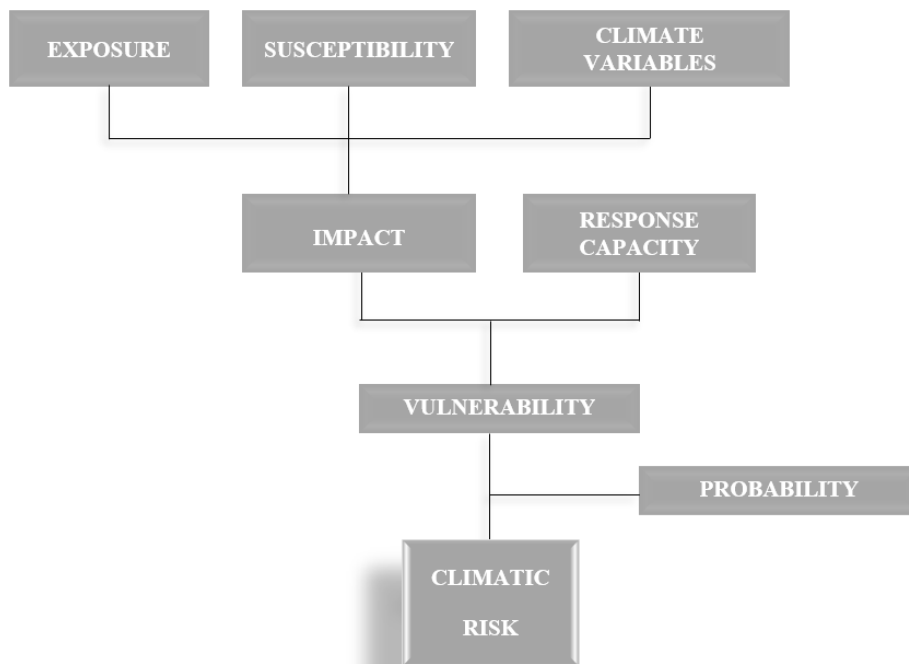 EXPOSURE
SUSCEPTIBILITY
CLIMATE
VARIABLES
IMPACT
RESPONSE
CAPACITY
VULNERABILITY
PROBABILITY
CLIMATIC
RISK